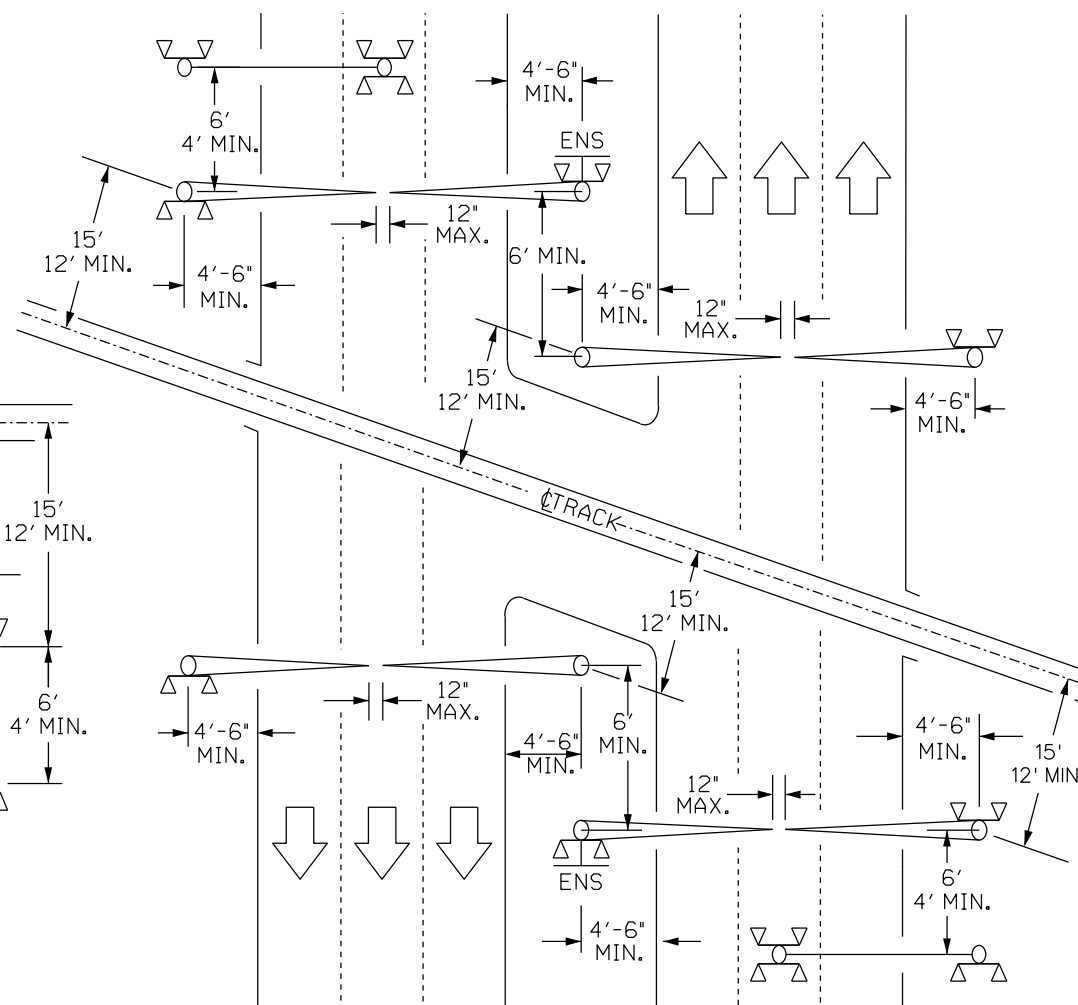 4'-6"
MIN.
6'
4' MIN.
ENS
12"
MAX.
15'
12' MIN.
6' MIN.
4'-6"
MIN.
4'-6"
MIN.
12"
MAX.
15'
12' MIN.
4'-6"
MIN.
15'
12' MIN.
℄TRACK
15'
12' MIN.
6'
4' MIN.
12"
MAX.
4'-6"
MIN.
4'-6"
MIN.
6'
MIN.
4'-6"
MIN.
15'
12' MIN
12"
MAX.
ENS
6'
4' MIN.
4'-6"
MIN.